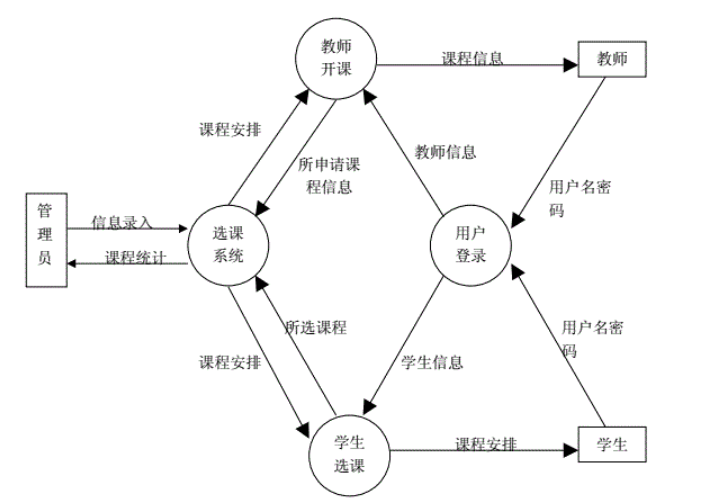 教师
开课
课程信息
教师
课程安排
所申请课
程信息
教师信息
用户名密
码
管
理
员
信息录入
课程统计
选课
系统
用户
登录
所选课程
课程安排
学生信息
用户名密
码
学生
选课
课程安排
学生